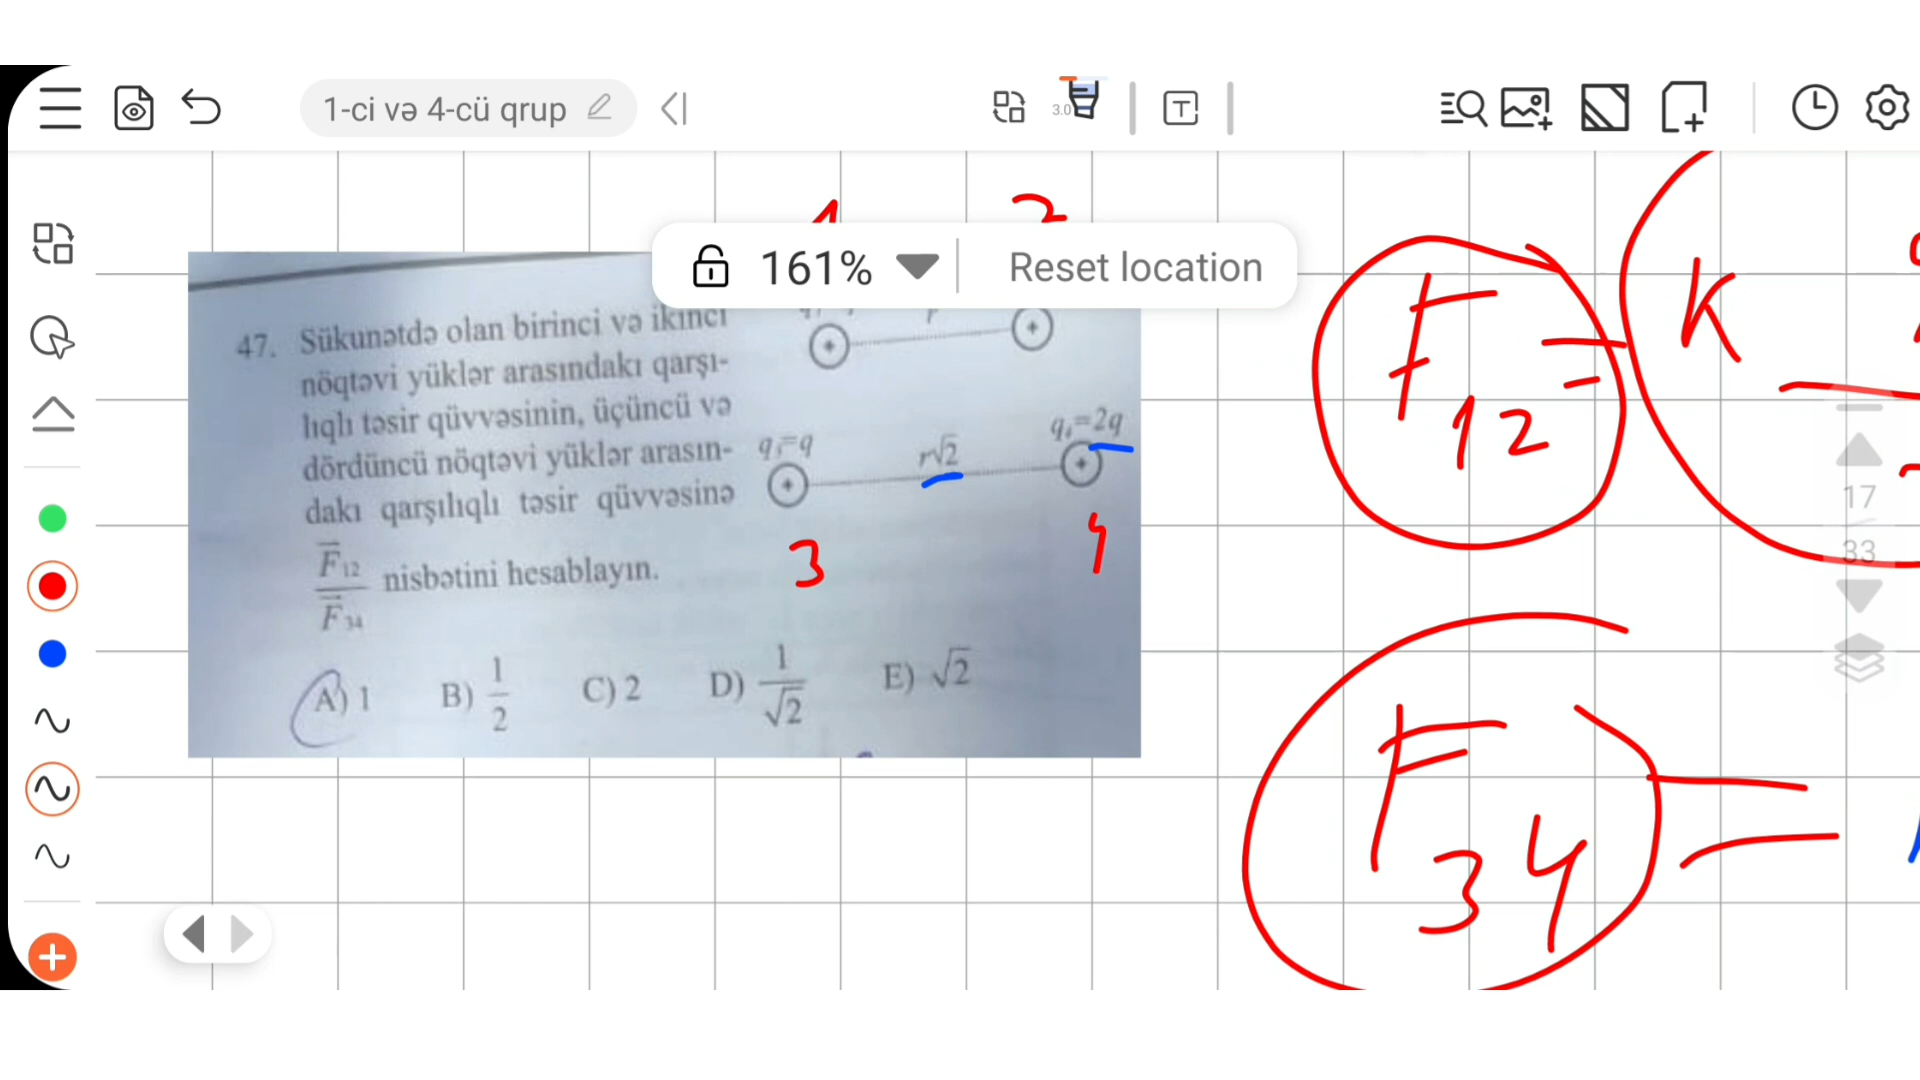 1-ci və 4-cü qrup
3.0
T
1 2
161% Reset location
47. Sükunətdə olan birinci və ikinci
nöqtəvi yüklər arasındakı qarşı-
lıqlı təsir qüvvəsinin, üçüncü və
dördüncü nöqtəvi yüklər arasın-
dakı qarşılıqlı təsir qüvvəsinə
F₁₂/F₃₄ nisbətini hesablayın.
r
q₃=q r√2 q₄=2q
3 4
A) 1 B) 1/2 C) 2 D) 1/√2 E) √2
F₁₂ = K
F₃₄ =
17
33